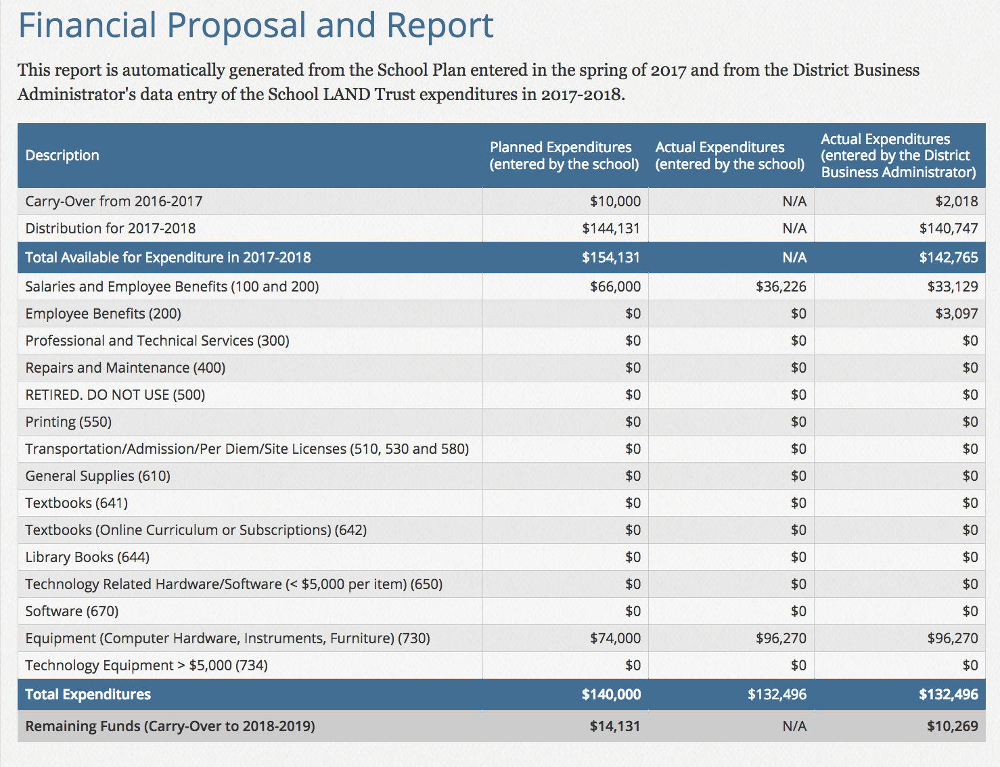 Financial Proposal and Report
This report is automatically generated from the School Plan entered in the spring of 2017 and from the District Business
Administrator's data entry of the School LAND Trust expenditures in 2017-2018.
Description Planned Expenditures (entered by the school) Actual Expenditures (entered by the school) Actual Expenditures (entered by the District Business Administrator)
Carry-Over from 2016-2017 $10,000 N/A $2,018
Distribution for 2017-2018 $144,131 N/A $140,747
Total Available for Expenditure in 2017-2018 $154,131 N/A $142,765
Salaries and Employee Benefits (100 and 200) $66,000 $36,226 $33,129
Employee Benefits (200) $0 $0 $3,097
Professional and Technical Services (300) $0 $0 $0
Repairs and Maintenance (400) $0 $0 $0
RETIRED. DO NOT USE (500) $0 $0 $0
Printing (550) $0 $0 $0
Transportation/Admission/Per Diem/Site Licenses (510, 530 and 580) $0 $0 $0
General Supplies (610) $0 $0 $0
Textbooks (641) $0 $0 $0
Textbooks (Online Curriculum or Subscriptions) (642) $0 $0 $0
Library Books (644) $0 $0 $0
Technology Related Hardware/Software (< $5,000 per item) (650) $0 $0 $0
Software (670) $0 $0 $0
Equipment (Computer Hardware, Instruments, Furniture) (730) $74,000 $96,270 $96,270
Technology Equipment > $5,000 (734) $0 $0 $0
Total Expenditures $140,000 $132,496 $132,496
Remaining Funds (Carry-Over to 2018-2019) $14,131 N/A $10,269